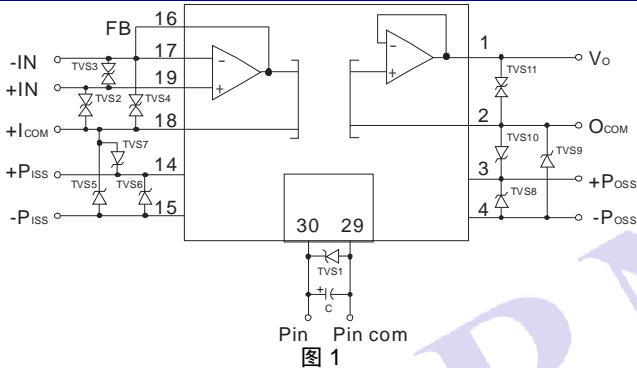 FB 16
-IN 17 - 1 Vo
TVS3 TVS11
+IN 19 + - +
TVS2 TVS4
+ICOM 18 2 OCOM
TVS7 TVS10 TVS9
+PISS 14 3 +POSS
TVS5 TVS6 TVS8
-PISS 15 4 -POSS
30 29
TVS1
+ C
Pin Pin com
图 1